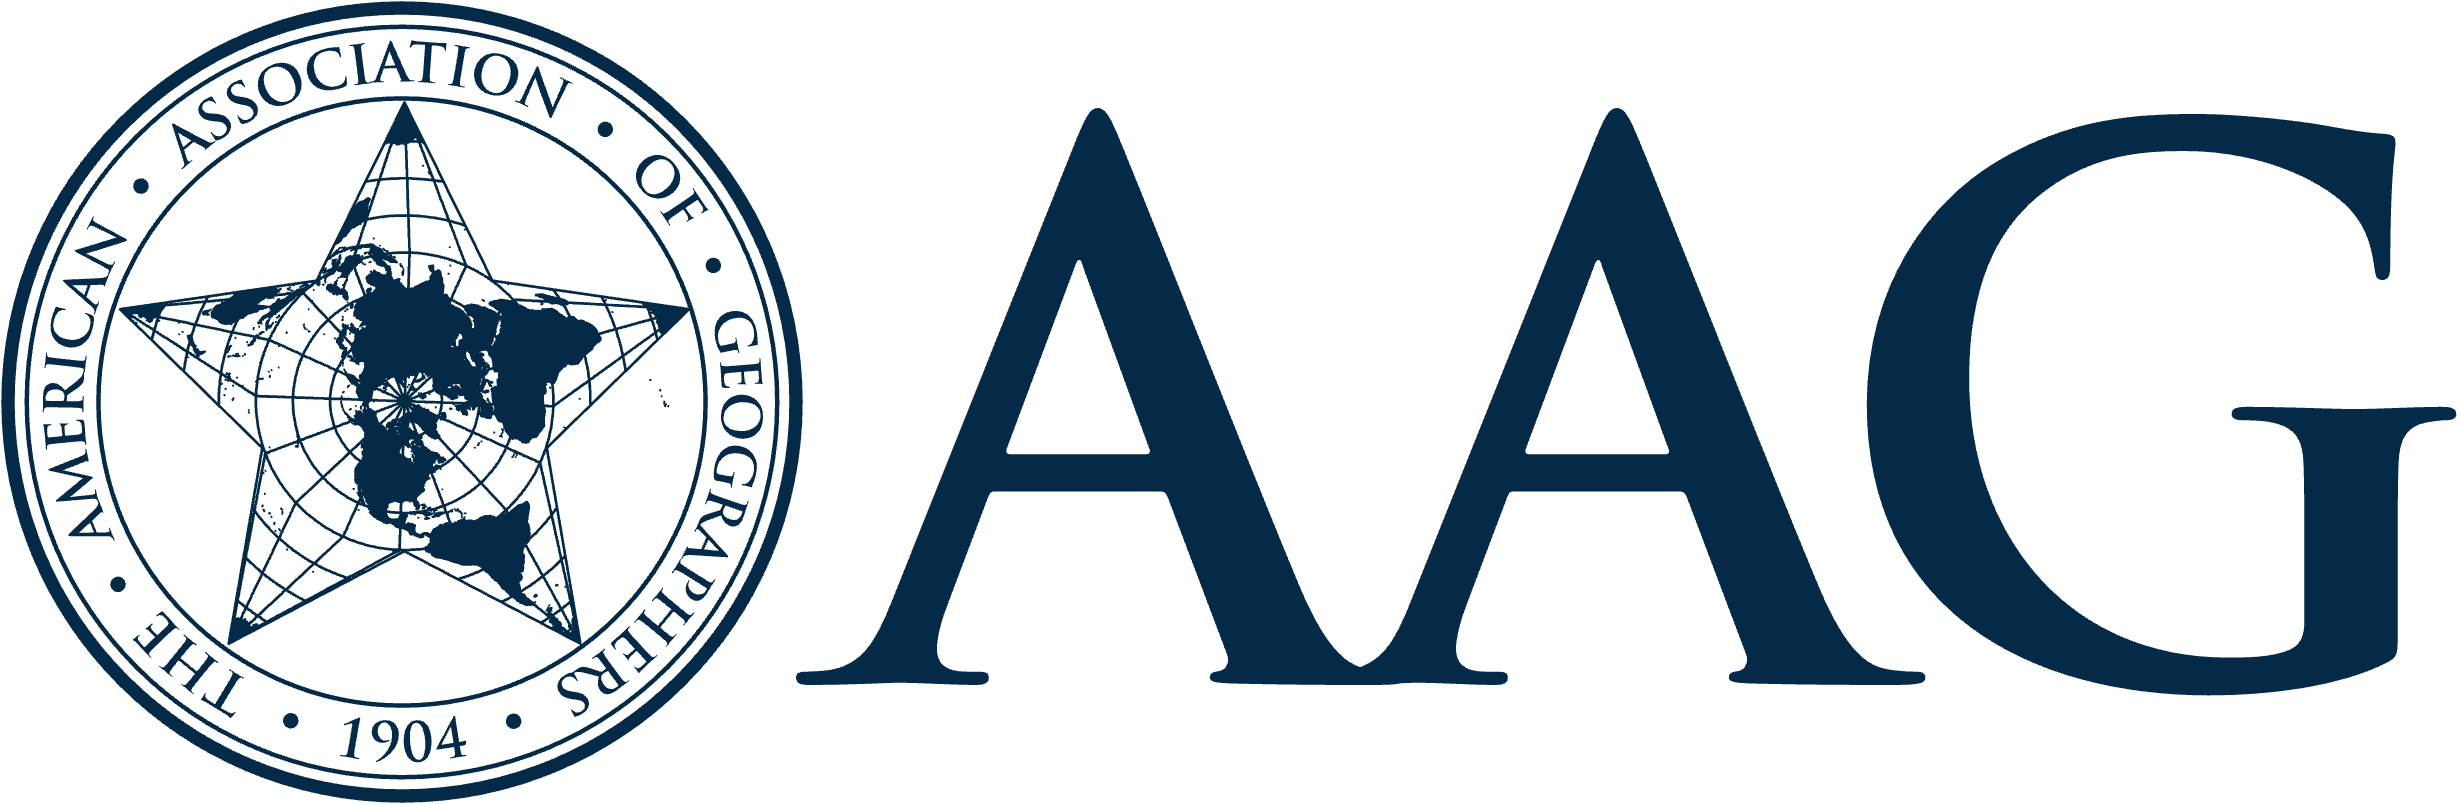 THE • AMERICAN • ASSOCIATION • OF • GEOGRAPHERS •
1904
AAG